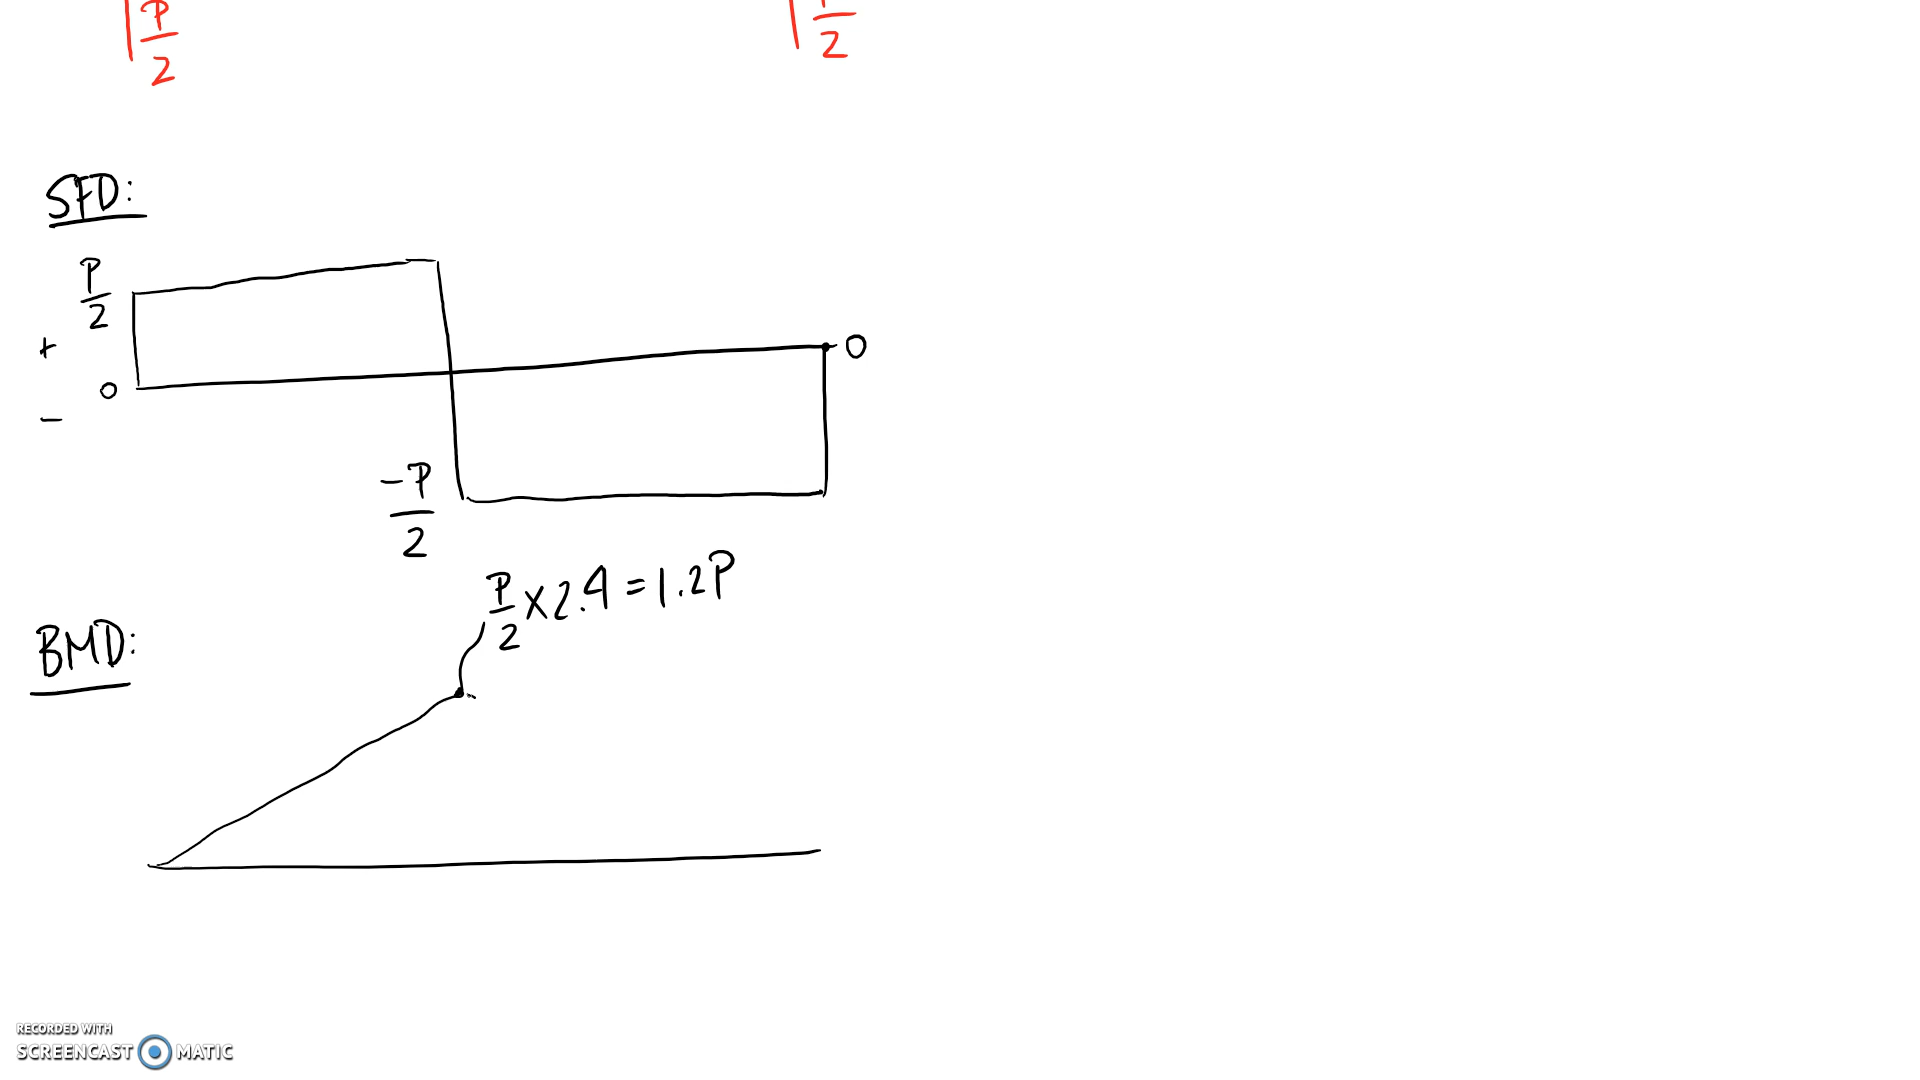 P/2
P/2
SFD:
P/2
+
0
-
0
-P/2
P/2 x 2.4 = 1.2P
BMD:
RECORDED WITH
SCREENCAST MATIC